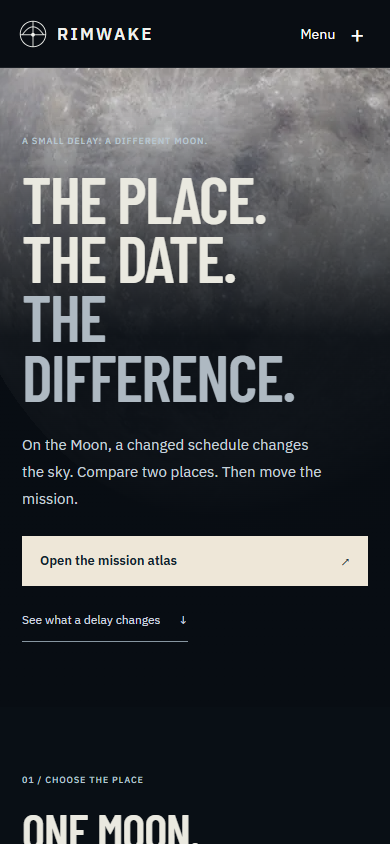 RIMWAKE
Menu +
A SMALL DELAY: A DIFFERENT MOON.
THE PLACE.
THE DATE.
THE
DIFFERENCE.
On the Moon, a changed schedule changes
the sky. Compare two places. Then move the
mission.
Open the mission atlas ↗
See what a delay changes ↓
01 / CHOOSE THE PLACE
ONE MOON.